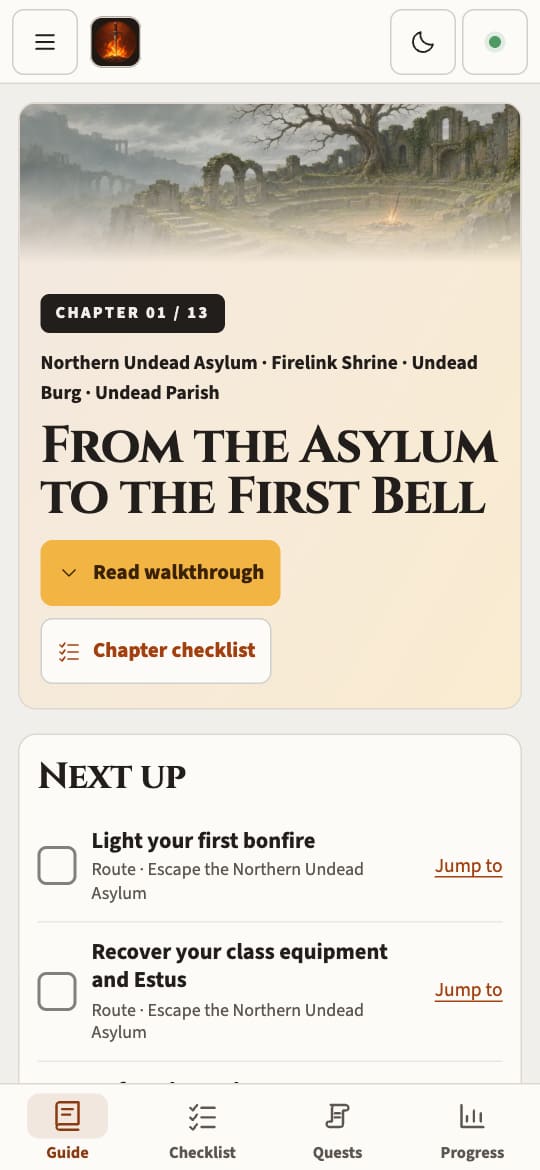 CHAPTER 01 / 13
Northern Undead Asylum · Firelink Shrine · Undead
Burg · Undead Parish
From the Asylum
to the First Bell
Read walkthrough
Chapter checklist
Next up
Light your first bonfire
Route · Escape the Northern Undead
Asylum
Jump to
Recover your class equipment
and Estus
Route · Escape the Northern Undead
Asylum
Jump to
Guide
Checklist
Quests
Progress